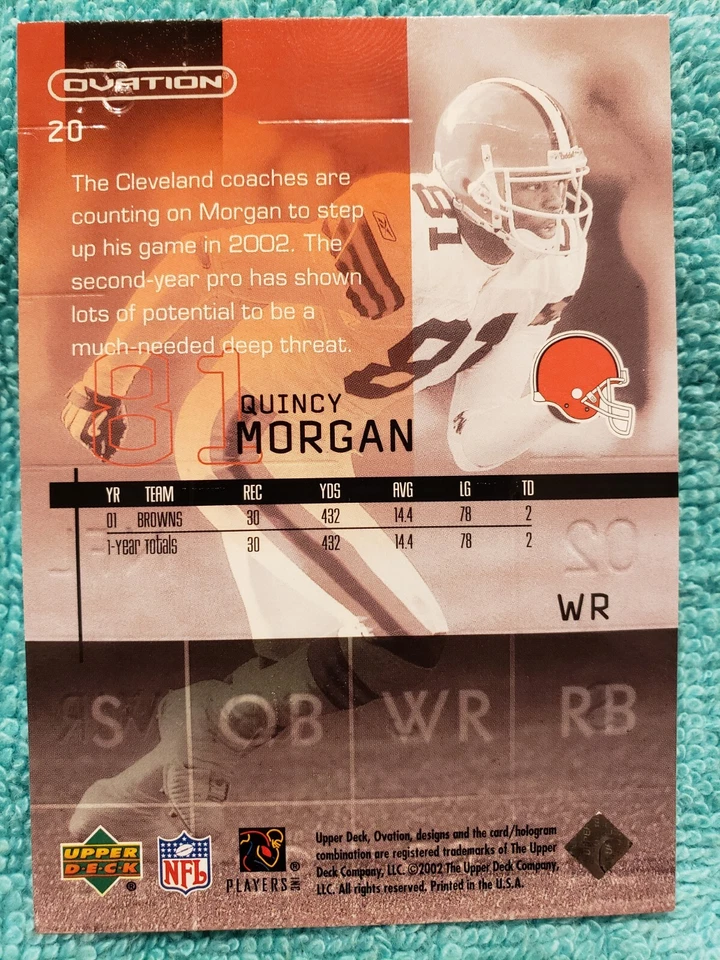 OVATION®
20
The Cleveland coaches are
counting on Morgan to step
up his game in 2002. The
second-year pro has shown
lots of potential to be a
much-needed deep threat.
81
81
81
QUINCY
MORGAN
YR TEAM REC YDS AVG LG TD
01 BROWNS 30 432 14.4 78 2
1-Year Totals 30 432 14.4 78 2
02
WR
S QB WR RB
UPPER
DECK ®
NFL
PLAYERS INC ®
Upper Deck, Ovation, designs and the card/hologram
combination are registered trademarks of The Upper
Deck Company, LLC. ©2002 The Upper Deck Company,
LLC. All rights reserved. Printed in the U.S.A.